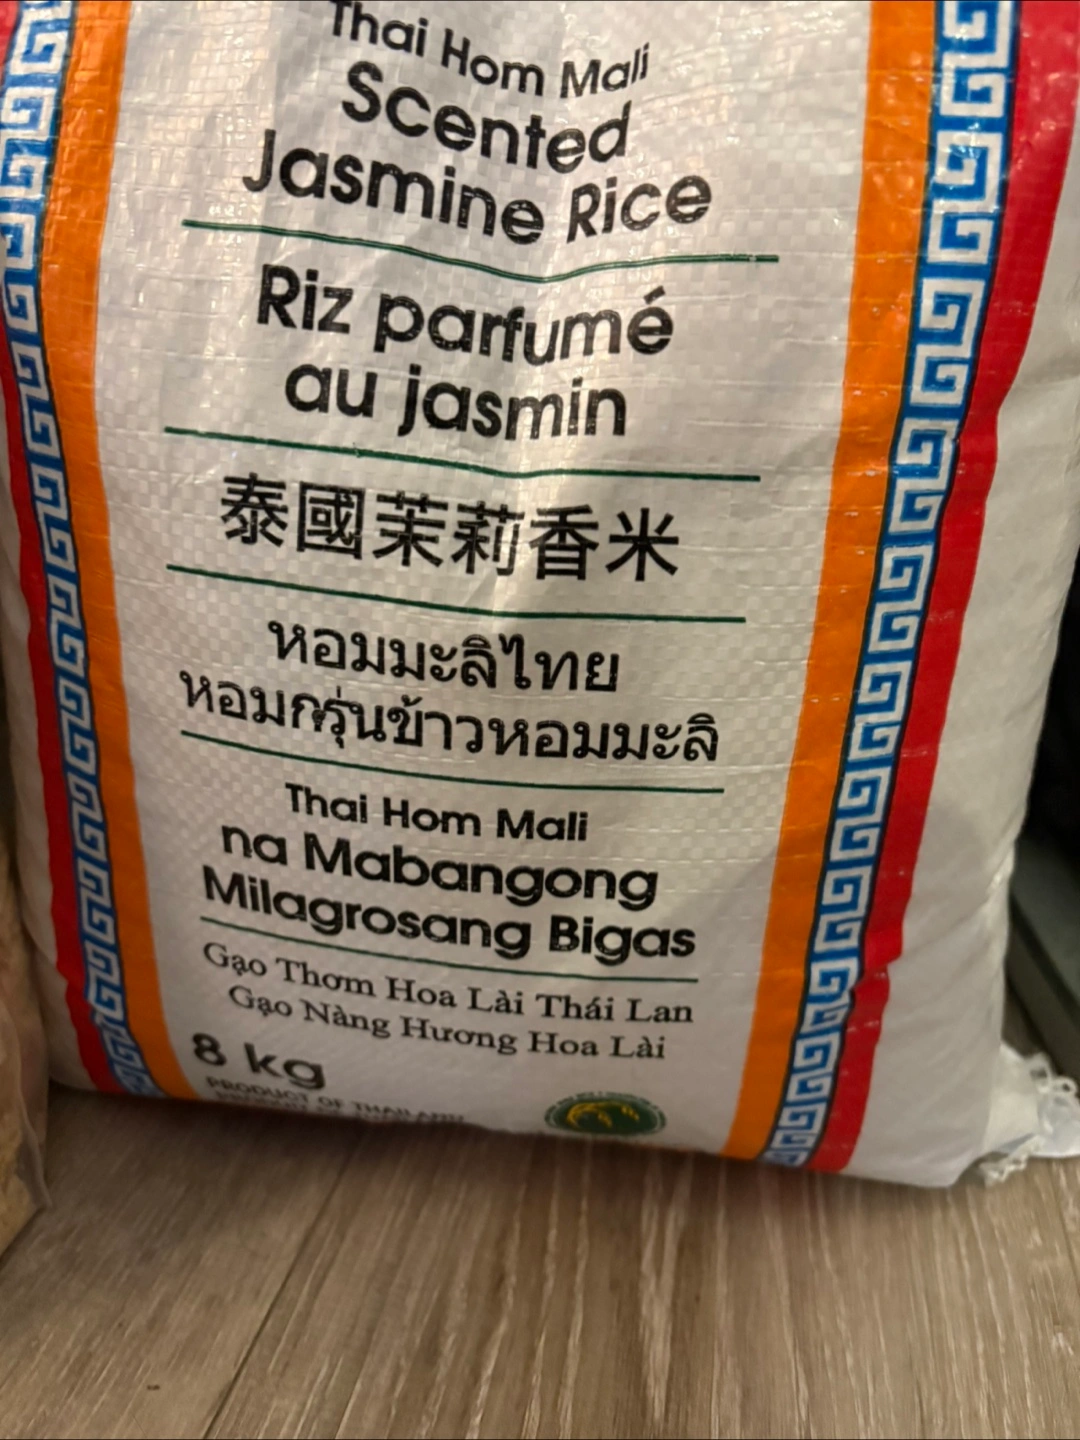 Thai Hom Mali
Scented
Jasmine Rice
Riz parfumé
au jasmin
泰國茉莉香米
หอมมะลิไทย
หอมกรุ่นข้าวหอมมะลิ
Thai Hom Mali
na Mabangong
Milagrosang Bigas
Gạo Thơm Hoa Lài Thái Lan
Gạo Nàng Hương Hoa Lài
8 kg
PRODUCT OF THAILAND